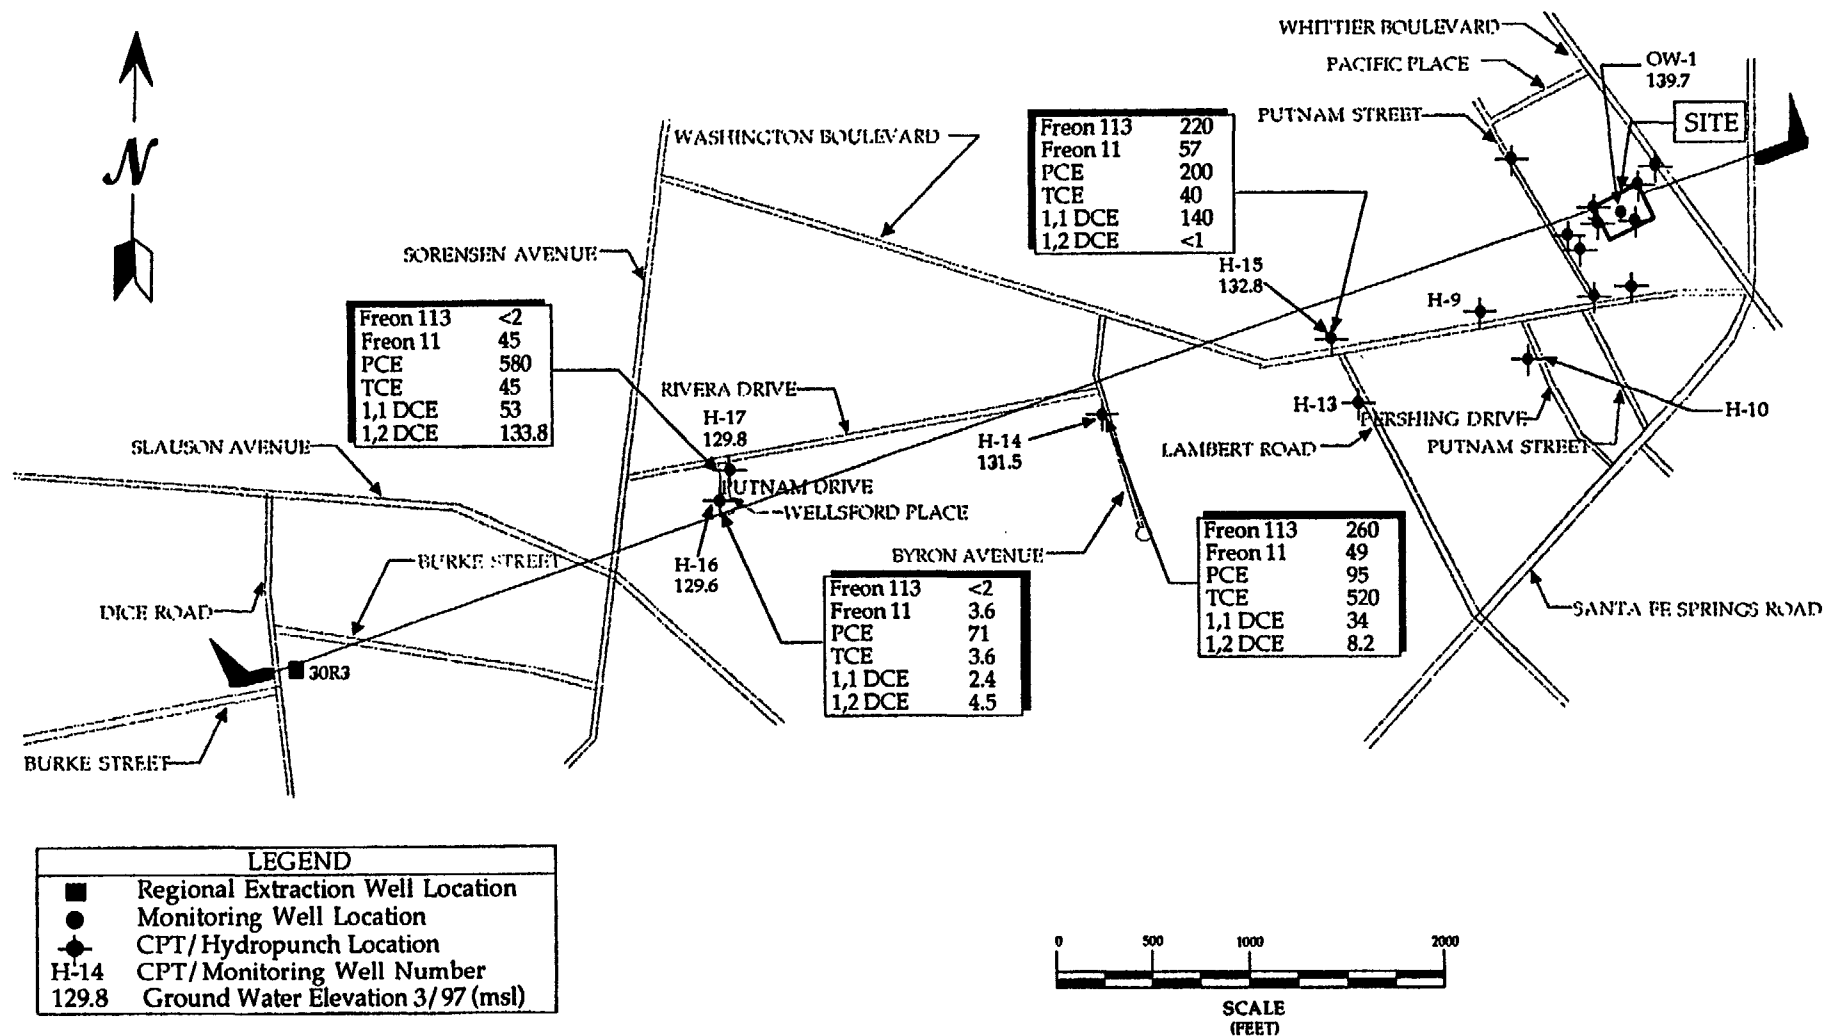 WHITTIER BOULEVARD
PACIFIC PLACE
OW-1
139.7
PUTNAM STREET
SITE
N
WASHINGTON BOULEVARD
Freon 113 220
Freon 11 57
PCE 200
TCE 40
1,1 DCE 140
1,2 DCE <1
SORENSEN AVENUE
H-15
132.8
H-9
Freon 113 <2
Freon 11 45
PCE 580
TCE 45
1,1 DCE 53
1,2 DCE 133.8
RIVERA DRIVE
H-17
129.8
H-13
PERSHING DRIVE
H-10
SLAUSON AVENUE
H-14
131.5
LAMBERT ROAD
PUTNAM STREET
UTNAM DRIVE
WELLSFORD PLACE
BURKE STREET
H-16
129.6
BYRON AVENUE
Freon 113 260
Freon 11 49
PCE 95
TCE 520
1,1 DCE 34
1,2 DCE 8.2
Freon 113 <2
Freon 11 3.6
PCE 71
TCE 3.6
1,1 DCE 2.4
1,2 DCE 4.5
DICE ROAD
SANTA FE SPRINGS ROAD
30R3
BURKE STREET
LEGEND
Regional Extraction Well Location
Monitoring Well Location
CPT/Hydropunch Location
H-14 CPT/Monitoring Well Number
129.8 Ground Water Elevation 3/97 (msl)
0 500 1000 2000
SCALE
(FEET)